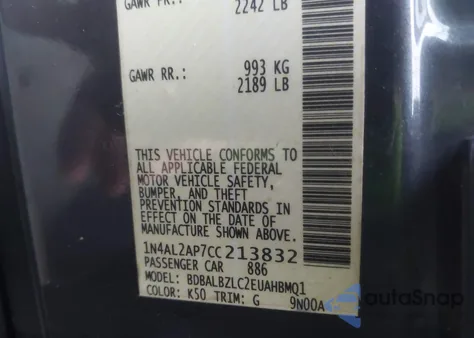 GAWR FR.:
2242 LB
GAWR RR.: 993 KG
2189 LB
THIS VEHICLE CONFORMS TO
ALL APPLICABLE FEDERAL
MOTOR VEHICLE SAFETY,
BUMPER, AND THEFT
PREVENTION STANDARDS IN
EFFECT ON THE DATE OF
MANUFACTURE SHOWN ABOVE.
1N4AL2AP7CC213832
PASSENGER CAR 886
MODEL: BDBALBZLC2EUAHBMQ1
COLOR: K50 TRIM: G 9N00A
AutoSnap